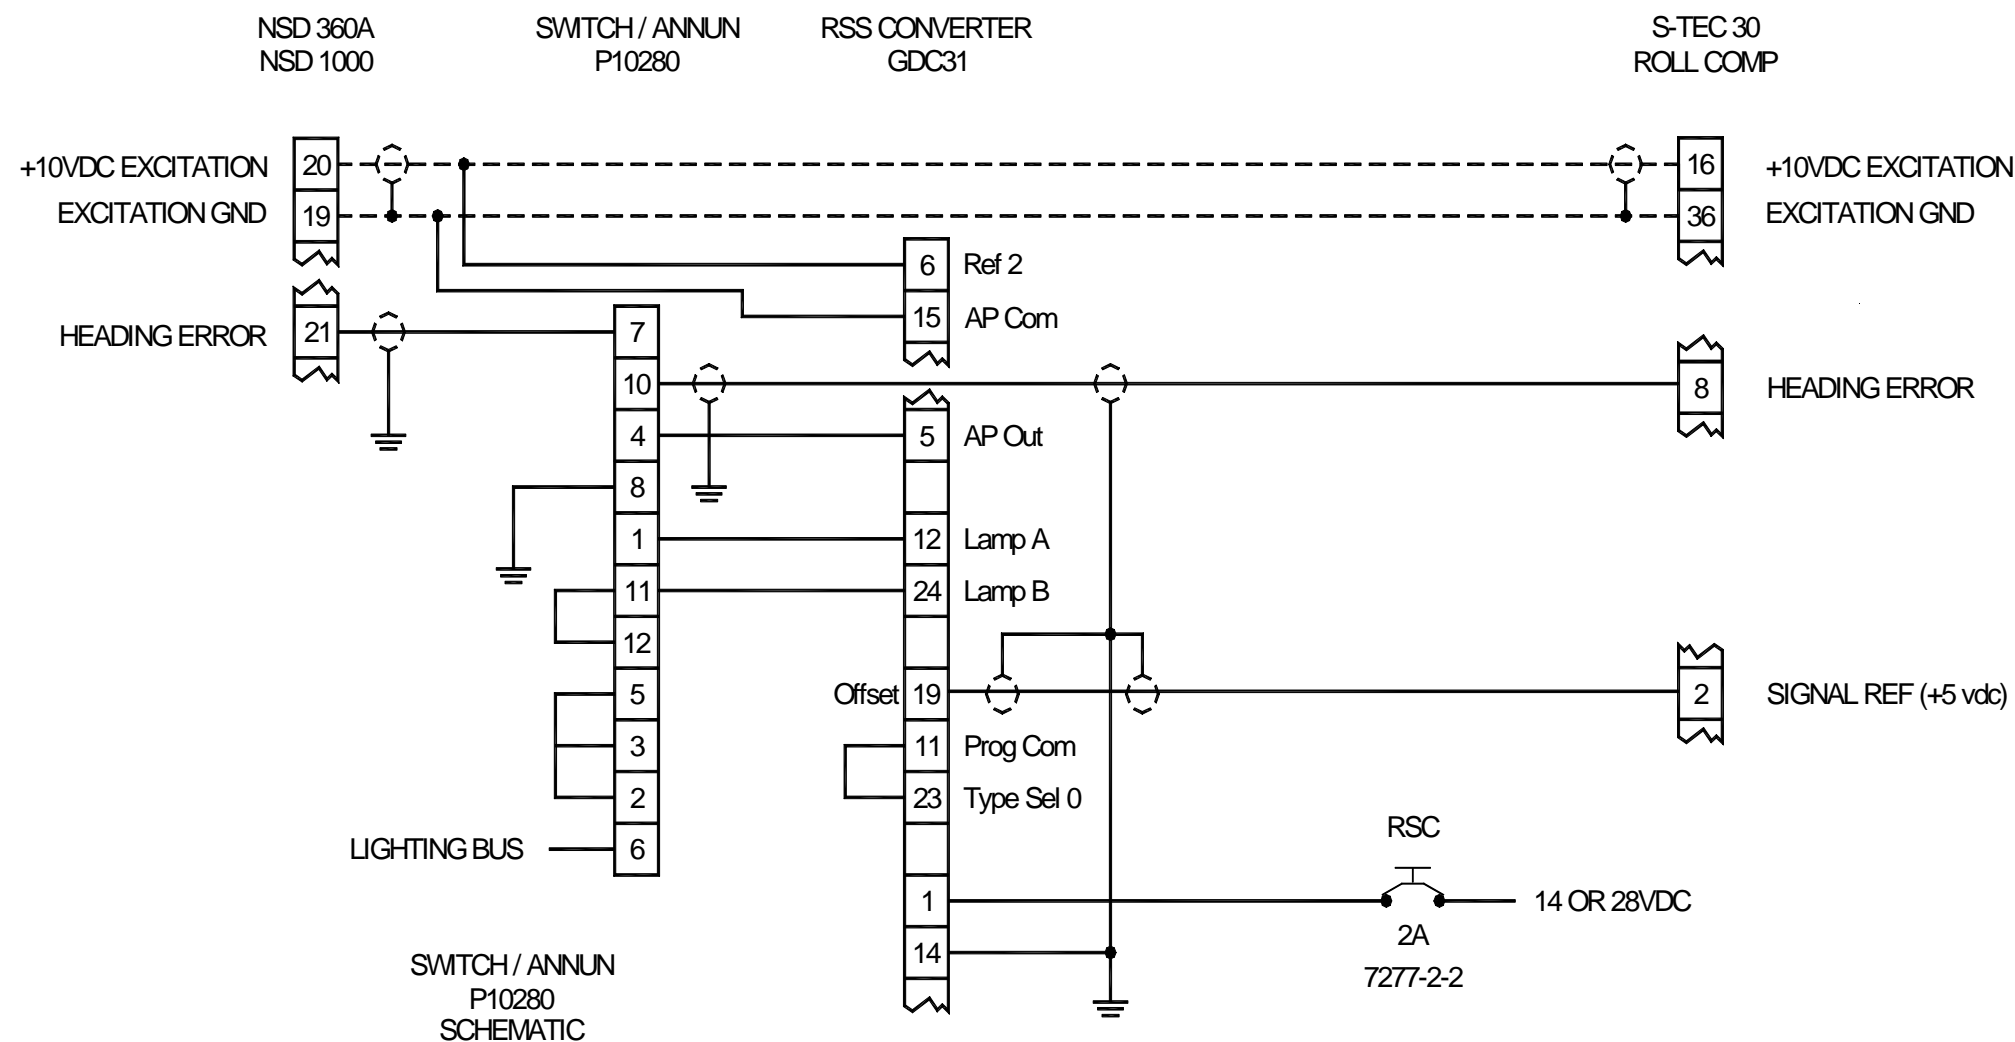 NSD 360A
NSD 1000
SWITCH / ANNUN
P10280
RSS CONVERTER
GDC31
S-TEC 30
ROLL COMP
+10VDC EXCITATION
20
16
+10VDC EXCITATION
EXCITATION GND
19
36
EXCITATION GND
6
Ref 2
15
AP Com
HEADING ERROR
21
7
10
8
HEADING ERROR
4
5
AP Out
8
1
12
Lamp A
11
24
Lamp B
12
5
Offset
19
2
SIGNAL REF (+5 vdc)
3
11
Prog Com
2
23
Type Sel 0
RSC
LIGHTING BUS
6
1
14 OR 28VDC
2A
14
7277-2-2
SWITCH / ANNUN
P10280
SCHEMATIC